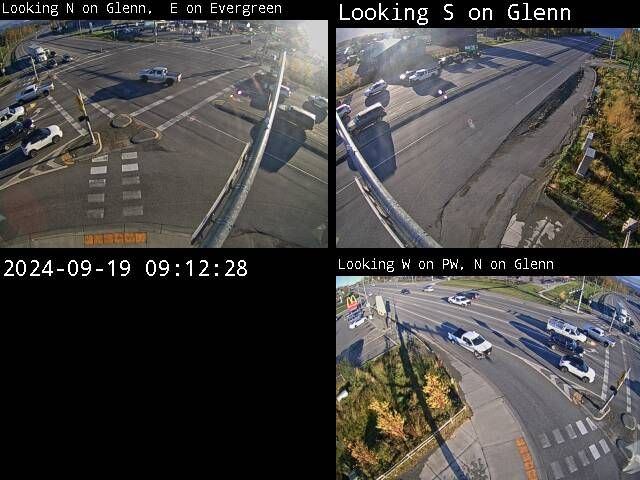 Looking N on Glenn,  E on Evergreen
Looking S on Glenn
2024-09-19 09:12:28
Looking W on PW, N on Glenn